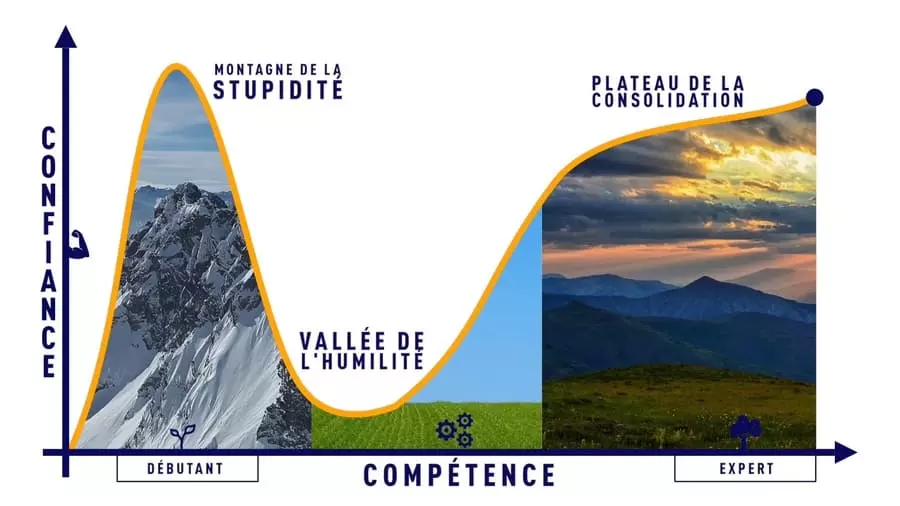 MONTAGNE DE LA
STUPIDITÉ
PLATEAU DE LA
CONSOLIDATION
CONFIANCE
VALLÉE DE
L'HUMILITÉ
DÉBUTANT
COMPÉTENCE
EXPERT